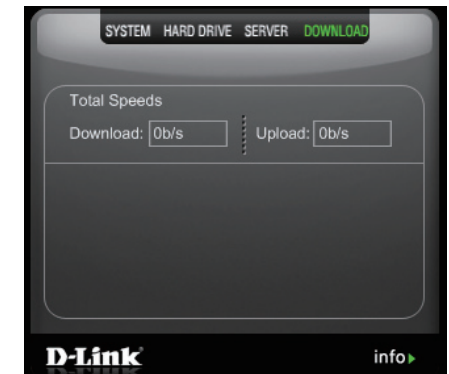 SYSTEM HARD DRIVE SERVER DOWNLOAD
Total Speeds
Download: 0b/s Upload: 0b/s
D-Link info